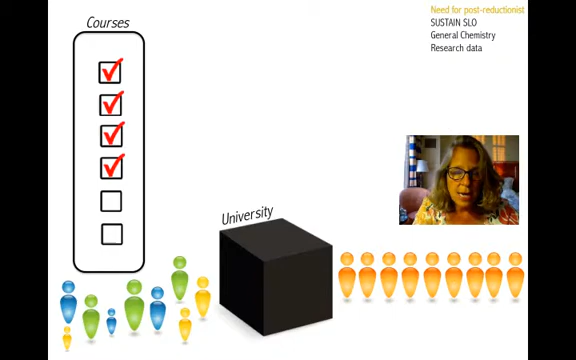 Courses
Need for post-reductionist
SUSTAIN SLO
General Chemistry
Research data
University